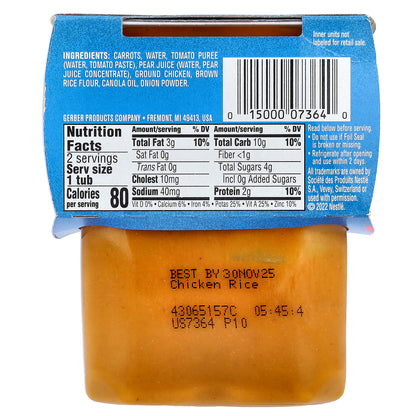 INGREDIENTS: CARROTS, WATER, TOMATO PUREE
(WATER, TOMATO PASTE), PEAR JUICE (WATER, PEAR
JUICE CONCENTRATE), GROUND CHICKEN, BROWN
RICE FLOUR, CANOLA OIL, ONION POWDER.
GERBER PRODUCTS COMPANY • FREMONT, MI 49413, USA
Inner units not
labeled for retail sale.
0 15000 07364 0
Nutrition
Facts
2 servings
Serv size
1 tub
Calories
per serving 80
Amount/serving % DV
Total Fat 3g 10%
Sat Fat 0g
Trans Fat 0g
Cholest 10mg
Sodium 40mg
Amount/serving % DV
Total Carb 10g
Fiber <1g
Total Sugars 4g
Incl 0g Added Sugars
Protein 2g 10%
Vit D 0% • Calcium 6% • Iron 4% • Potas 25% • Vit A 25% • Zinc 10%
Read below before serving.
• Do not use if Foil Seal
is broken.
• Refrigerate after opening
and use within 2 days.
All trademarks are owned by
Société des Produits Nestlé
S.A., Vevey, Switzerland or
used with permission.
© 2022 Nestlé.
BEST BY 30NOV25
Chicken Rice
43065157C 05:45:4
US7364 P10